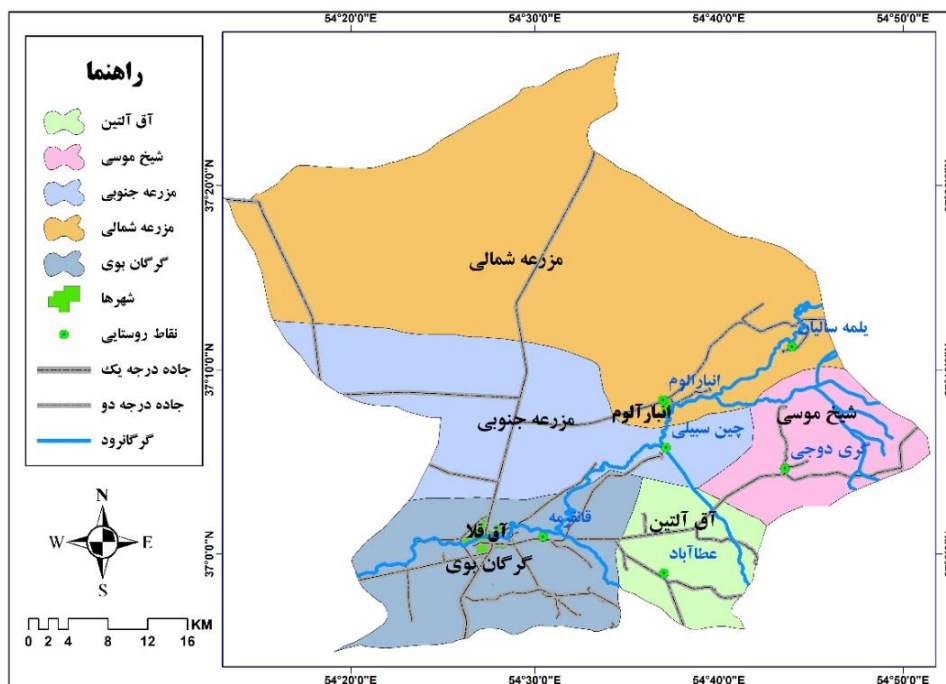 54°20'0"E
54°30'0"E
54°40'0"E
54°50'0"E
راهنما
آق آلتین
شیخ موسی
مزرعه جنوبی
مزرعه شمالی
گرگان بوی
شهرها
نقاط روستایی
جاده درجه یک
جاده درجه دو
گرگانرود
N
W
E
S
0 2 4
8
12
16
KM
37°20'0"N
37°10'0"N
37°0'0"N
مزرعه شمالی
یلمه سالیان
انبارآلوم
انبارآلوم
شیخ موسی
مزرعه جنوبی
چین سبیلی
گری دوجی
آق آلتین
آق قلا
گرگان بوی
عطاآباد
54°20'0"E
54°30'0"E
54°40'0"E
54°50'0"E